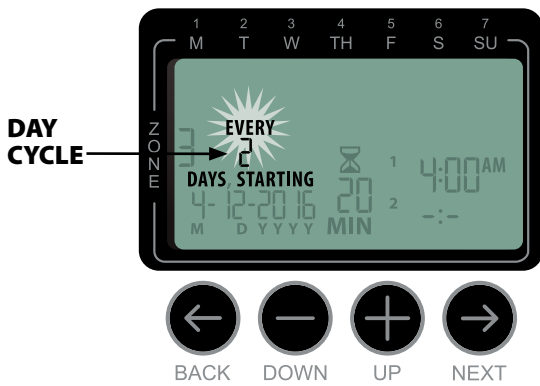 1 2 3 4 5 6 7
M T W TH F S SU
DAY
CYCLE
ZONE
3
EVERY
2
DAYS, STARTING
4-12-2016
M D Y Y Y Y
20
MIN
1 4:00AM
2 -:-
BACK DOWN UP NEXT